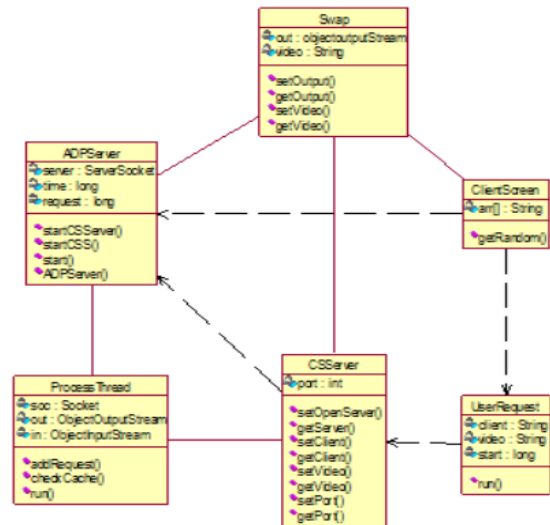 Swap
out : objectoutputStream
video : String
setOutput()
getOutput()
setVideo()
getVideo()
ADPServer
server : ServerSocket
time : long
request : long
startCSServer()
startCSS()
start()
ADPServer()
ClientScreen
arr[] : String
getRandom()
ProcessThread
soc : Socket
out : ObjectOutputStream
in : ObjectInputStream
addRequest()
checkCache()
run()
CSServer
port : int
setOpenServer()
getServer()
setClient()
getClient()
setVideo()
getVideo()
setPort()
getPort()
UserRequest
client : String
video : String
start : long
run()